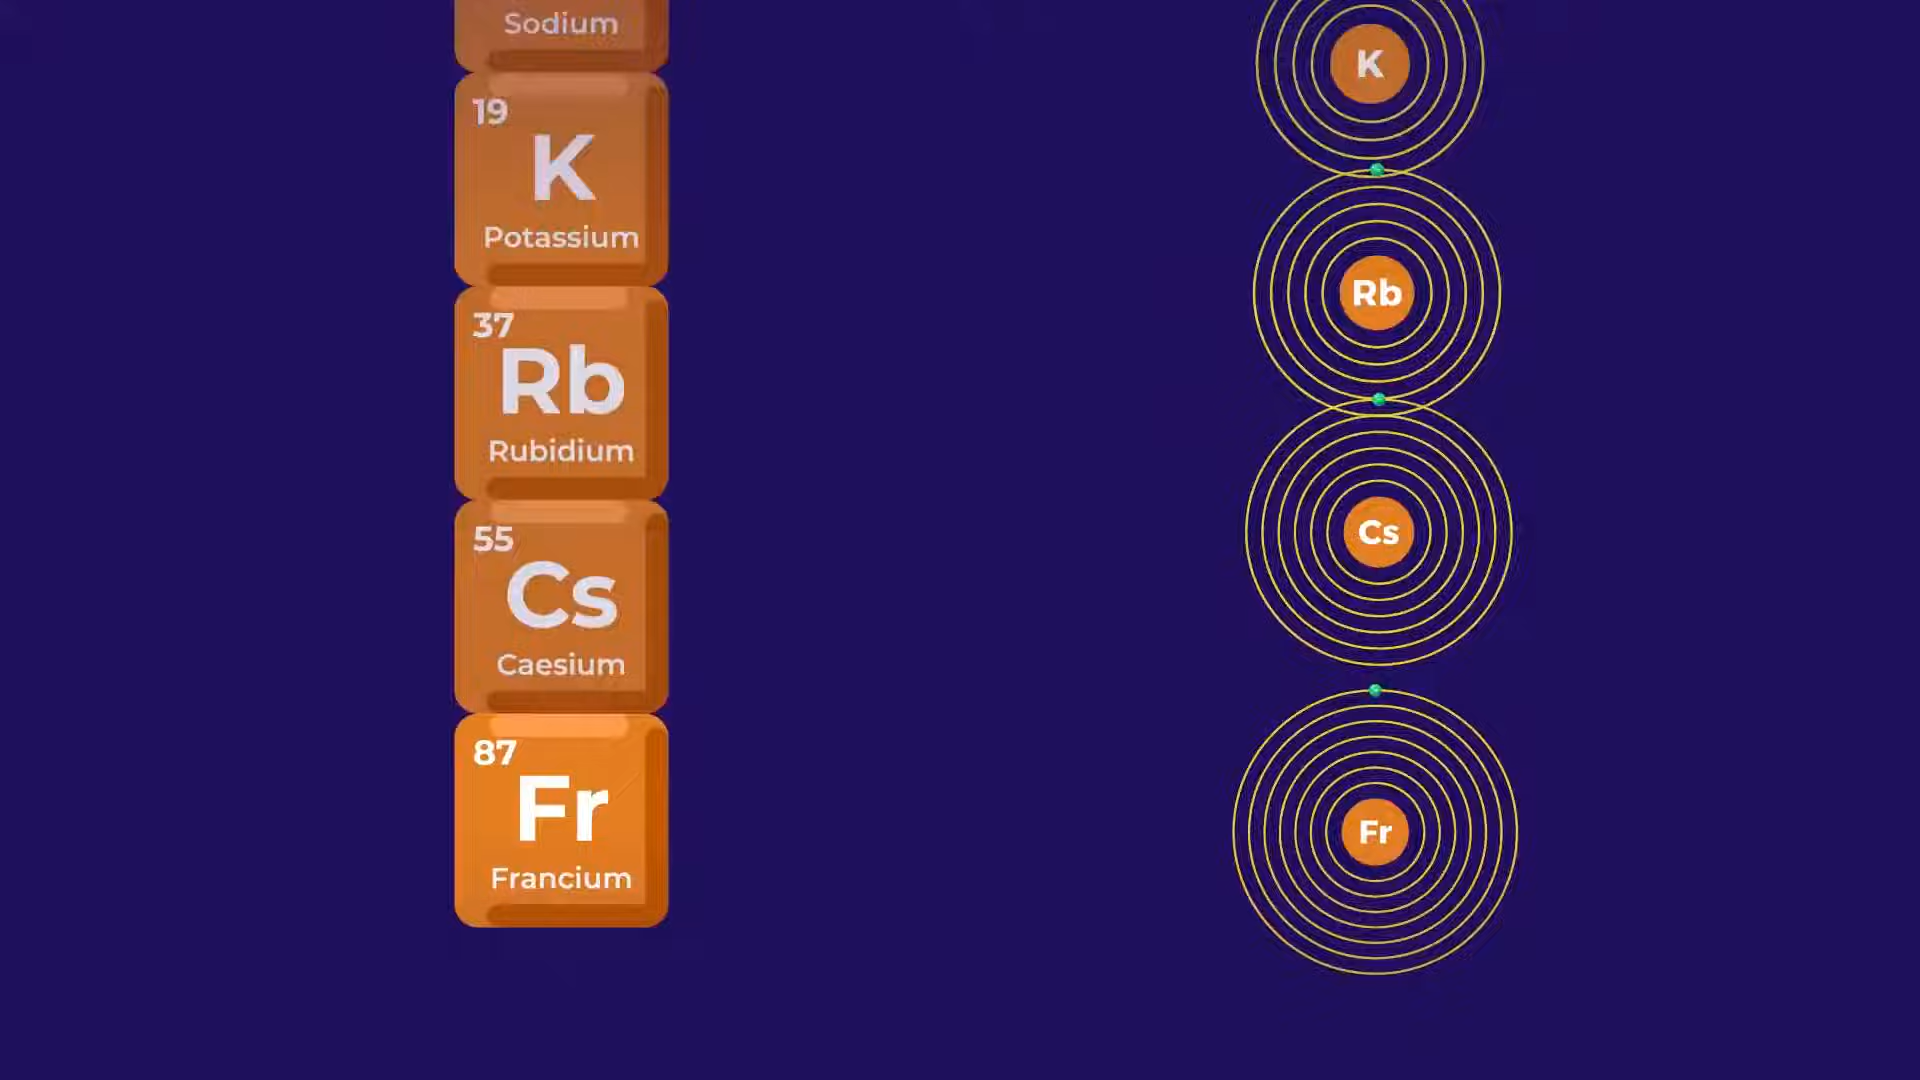 Sodium
19
K
Potassium
37
Rb
Rubidium
55
Cs
Caesium
87
Fr
Francium
K
Rb
Cs
Fr